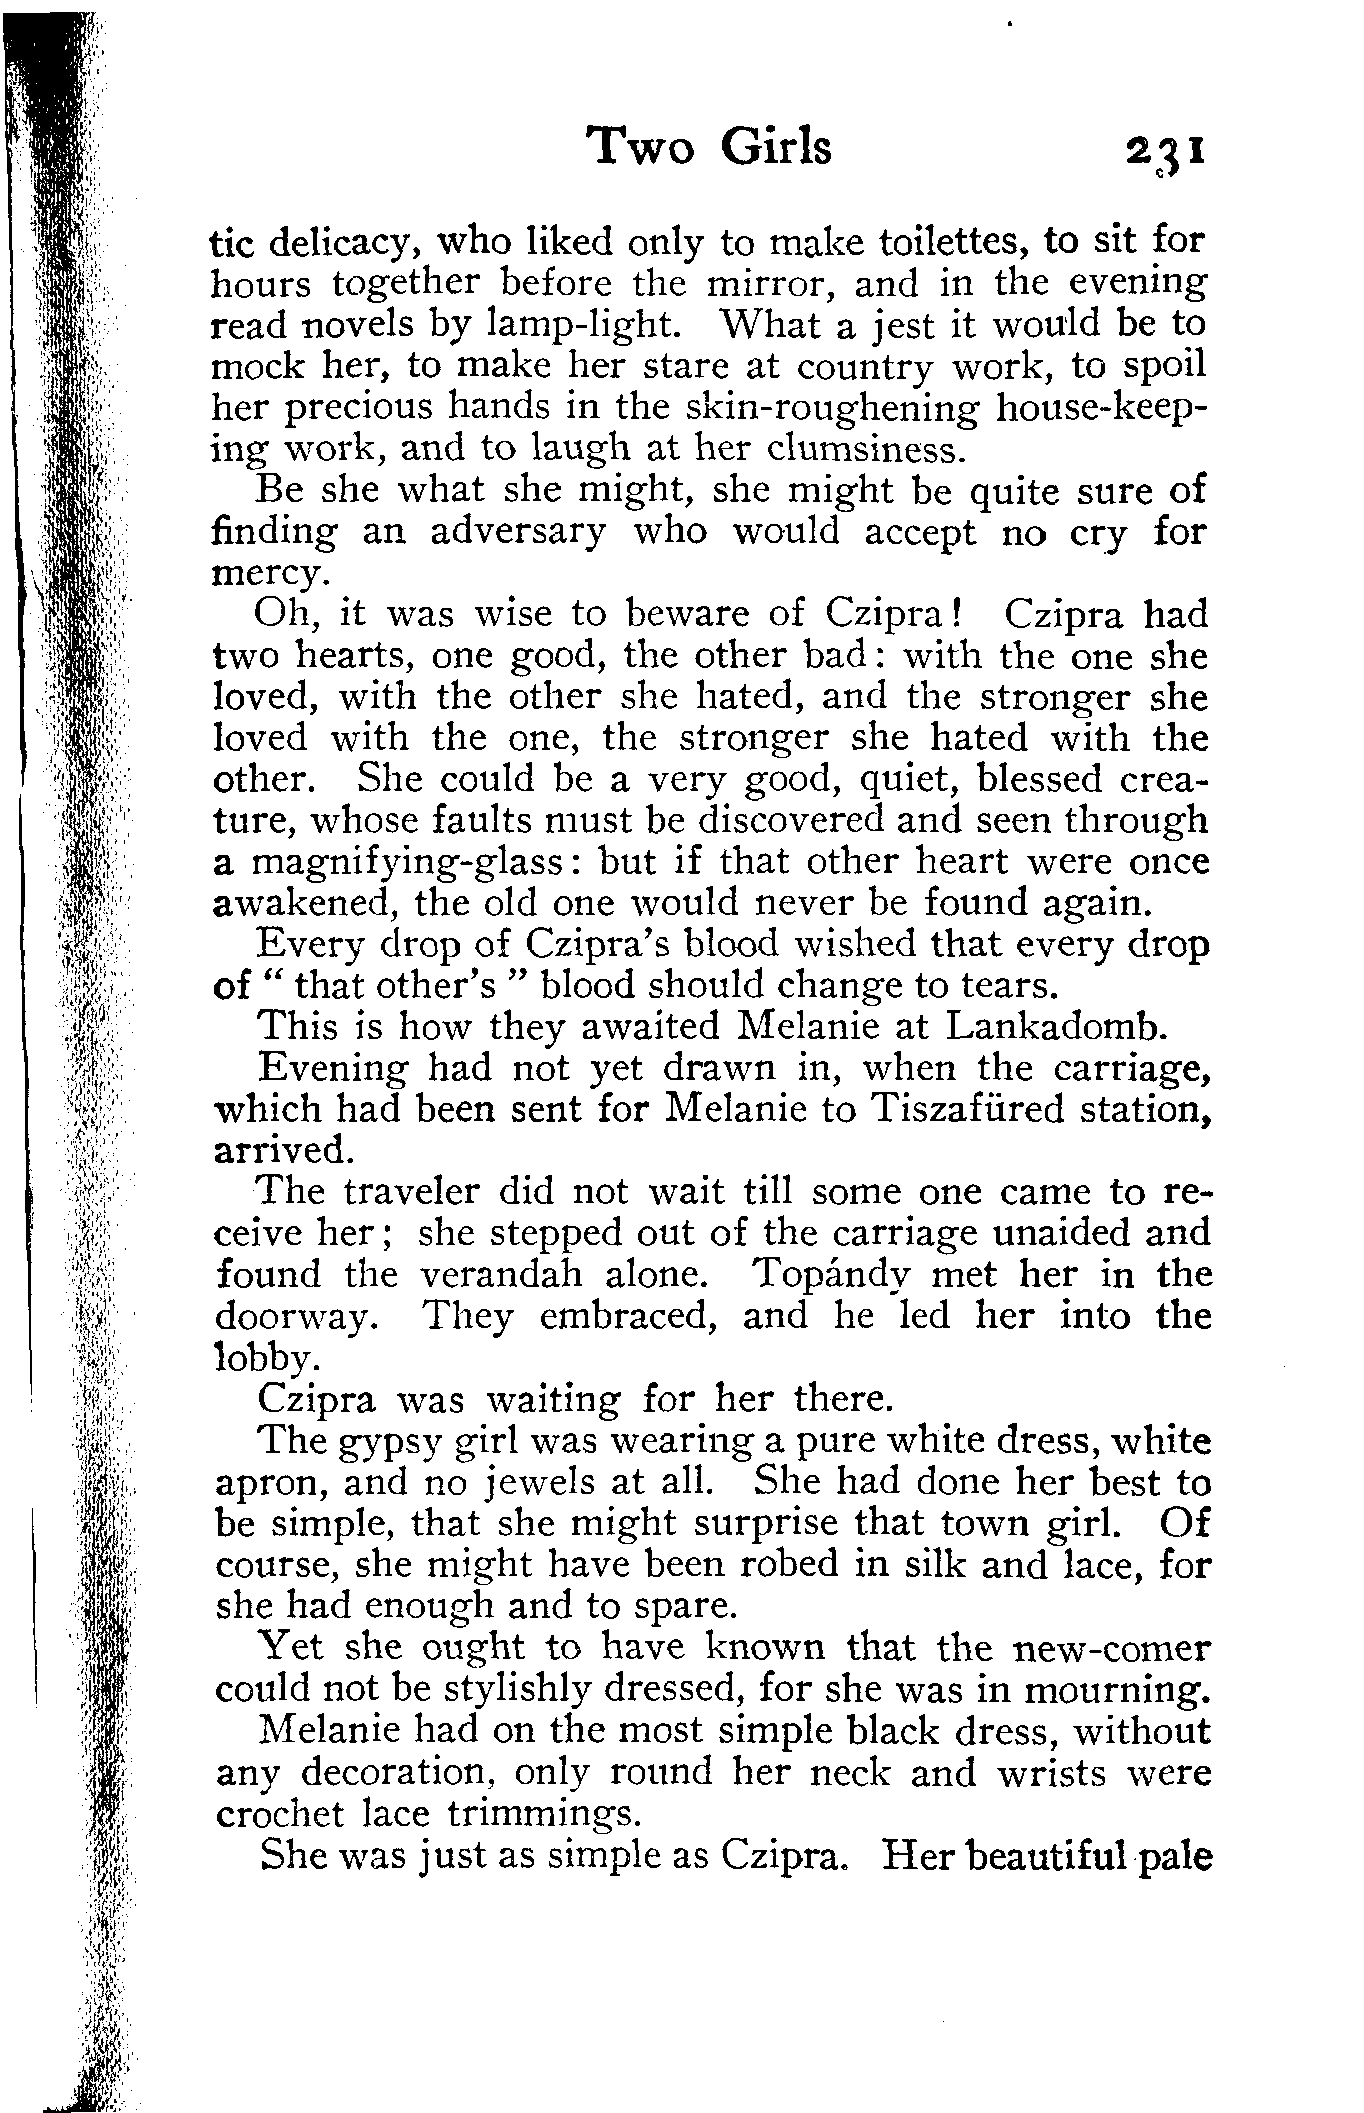 Two Girls 231
tic delicacy, who liked only to make toilettes, to sit for
hours together before the mirror, and in the evening
read novels by lamp-light. What a jest it would be to
mock her, to make her stare at country work, to spoil
her precious hands in the skin-roughening house-keep-
ing work, and to laugh at her clumsiness.
Be she what she might, she might be quite sure of
finding an adversary who would accept no cry for
mercy.
Oh, it was wise to beware of Czipra! Czipra had
two hearts, one good, the other bad: with the one she
loved, with the other she hated, and the stronger she
loved with the one, the stronger she hated with the
other. She could be a very good, quiet, blessed crea-
ture, whose faults must be discovered and seen through
a magnifying-glass: but if that other heart were once
awakened, the old one would never be found again.
Every drop of Czipra's blood wished that every drop
of " that other's " blood should change to tears.
This is how they awaited Melanie at Lankadomb.
Evening had not yet drawn in, when the carriage,
which had been sent for Melanie to Tiszafüred station,
arrived.
The traveler did not wait till some one came to re-
ceive her; she stepped out of the carriage unaided and
found the verandah alone. Topándy met her in the
doorway. They embraced, and he led her into the
lobby.
Czipra was waiting for her there.
The gypsy girl was wearing a pure white dress, white
apron, and no jewels at all. She had done her best to
be simple, that she might surprise that town girl. Of
course, she might have been robed in silk and lace, for
she had enough and to spare.
Yet she ought to have known that the new-comer
could not be stylishly dressed, for she was in mourning.
Melanie had on the most simple black dress, without
any decoration, only round her neck and wrists were
crochet lace trimmings.
She was just as simple as Czipra. Her beautiful pale